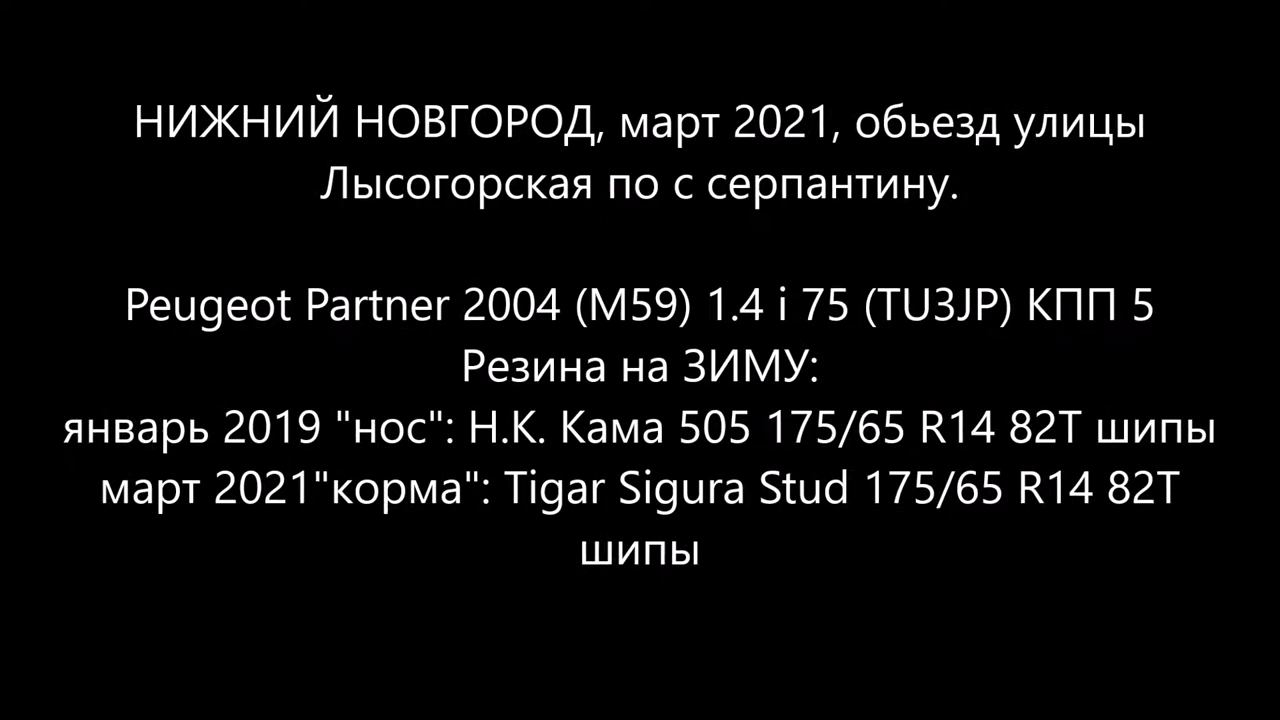 НИЖНИЙ НОВГОРОД, март 2021, обьезд улицы
Лысогорская по с серпантину.
Peugeot Partner 2004 (M59) 1.4 i 75 (TU3JP) КПП 5
Резина на ЗИМУ:
январь 2019 "нос": Н.К. Кама 505 175/65 R14 82T шипы
март 2021"корма": Tigar Sigura Stud 175/65 R14 82T
шипы